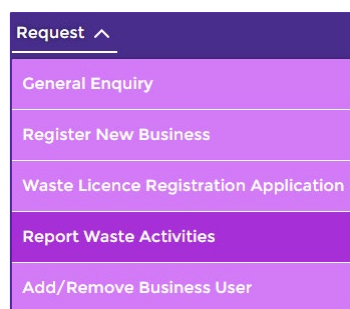 Request
General Enquiry
Register New Business
Waste Licence Registration Application
Report Waste Activities
Add/Remove Business User